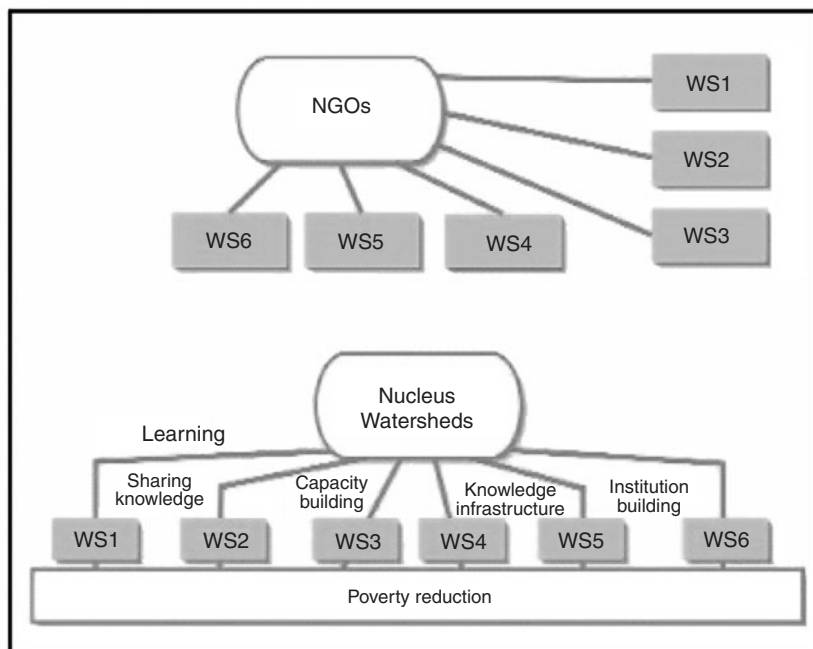 NGOs
WS1
WS2
WS3
WS6
WS5
WS4
Nucleus
Watersheds
Learning
Sharing
knowledge
Capacity
building
Knowledge
infrastructure
Institution
building
WS1
WS2
WS3
WS4
WS5
WS6
Poverty reduction